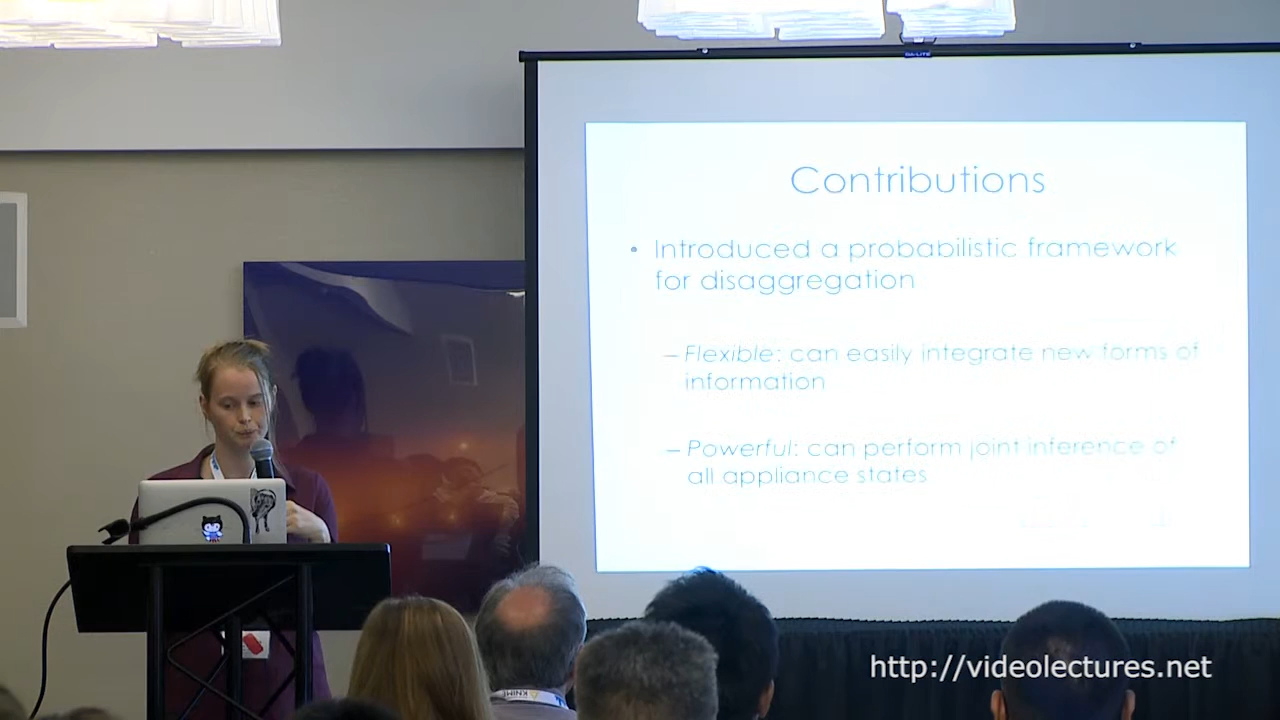 Contributions
• Introduced a probabilistic framework
for disaggregation
– Flexible: can easily integrate new forms of
information
– Powerful: can perform joint inference of
all appliance states
KNIME
http://videolectures.net